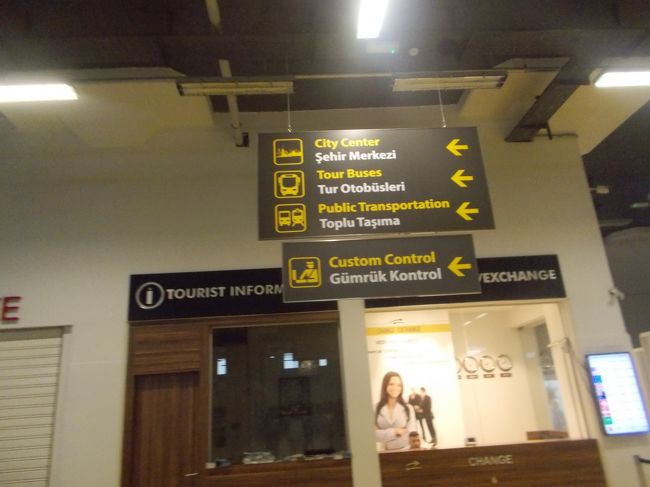 City Center
Şehir Merkezi
Tour Buses
Tur Otobüsleri
Public Transportation
Toplu Taşıma
Custom Control
Gümrük Kontrol
TOURIST INFORM
EXCHANGE
CHANGE